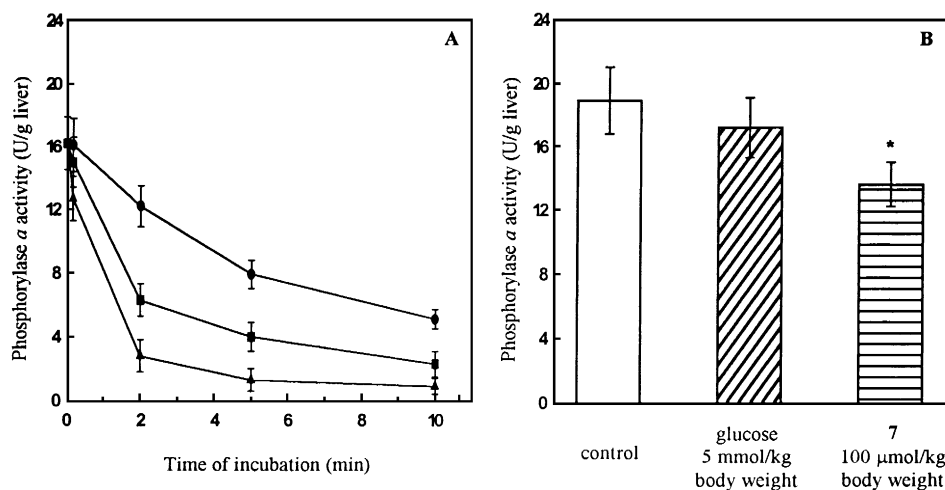 A
Phosphorylase a activity (U/g liver)
24
20
16
12
8
4
0
0 2 4 6 8 10
Time of incubation (min)
B
Phosphorylase a activity (U/g liver)
24
20
16
12
8
4
0
*
control
glucose
5 mmol/kg
body weight
7
100 μmol/kg
body weight